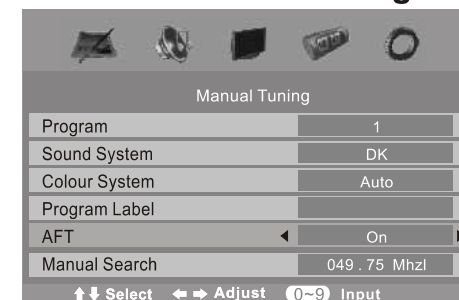 Manual Tuning
Program 1
Sound System DK
Colour System Auto
Program Label
AFT On
Manual Search 049 . 75 Mhzl
Select Adjust 0~9 Input